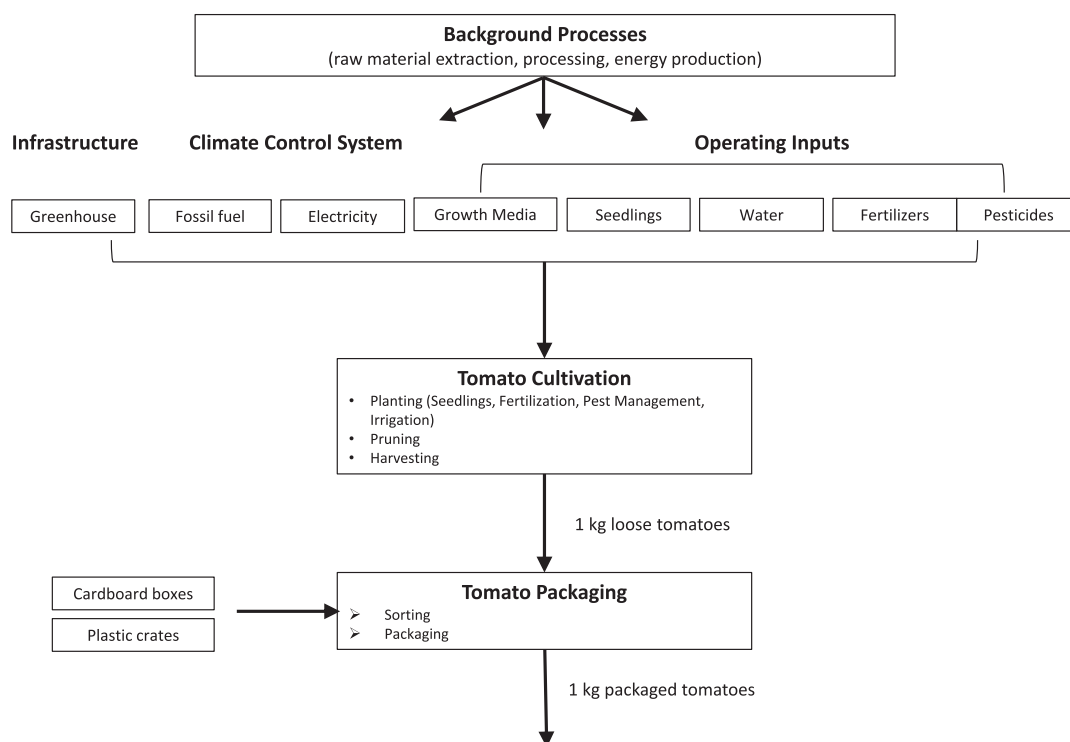 Background Processes
(raw material extraction, processing, energy production)
Infrastructure
Climate Control System
Operating Inputs
Greenhouse
Fossil fuel
Electricity
Growth Media
Seedlings
Water
Fertilizers
Pesticides
Tomato Cultivation
• Planting (Seedlings, Fertilization, Pest Management,
Irrigation)
• Pruning
• Harvesting
1 kg loose tomatoes
Cardboard boxes
Plastic crates
Tomato Packaging
➢ Sorting
➢ Packaging
1 kg packaged tomatoes